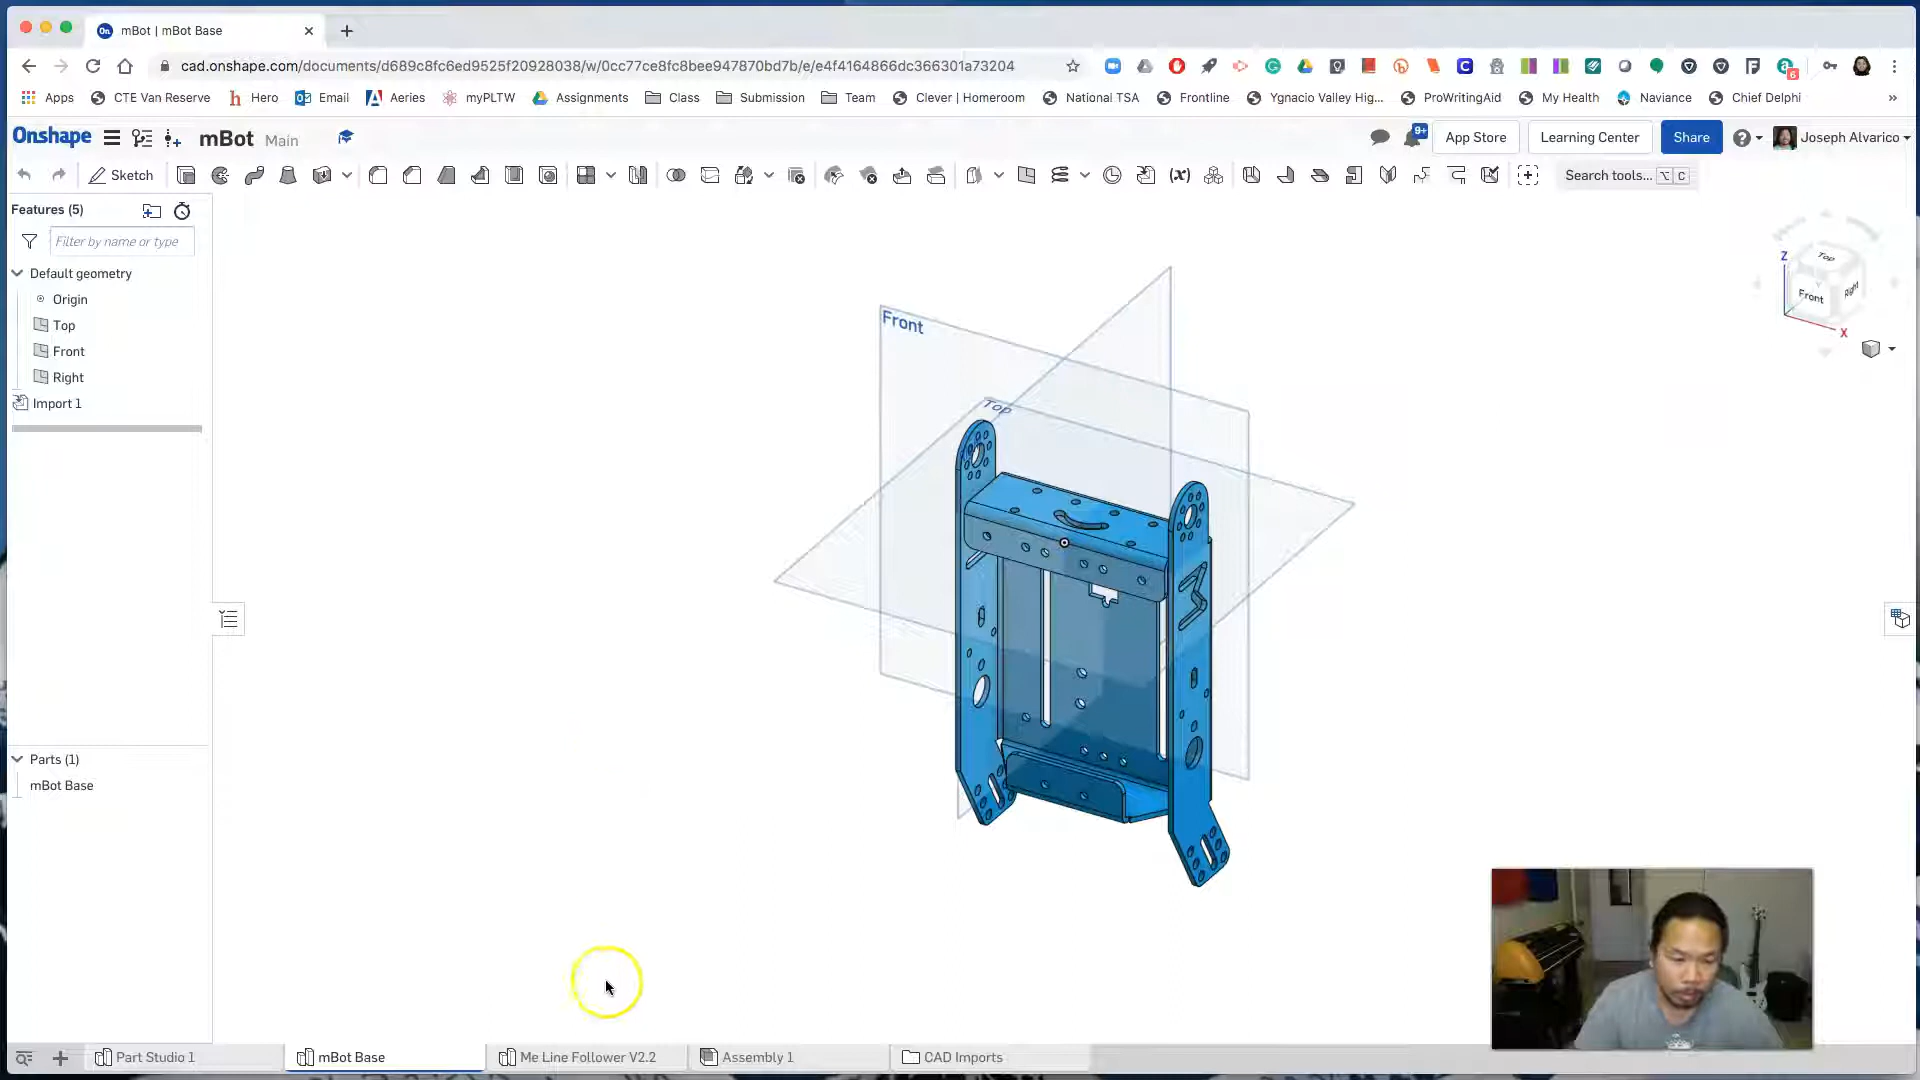 mBot | mBot Base
cad.onshape.com/documents/d689c8fc6ed9525f20928038/w/0cc77ce8fc8bee947870bd7b/e/e4f4164866dc366301a73204
6
Apps CTE Van Reserve Hero Email Aeries myPLTW Assignments Class Submission Team Clever | Homeroom National TSA Frontline Ygnacio Valley Hig... ProWritingAid My Health Naviance Chief Delphi »
Onshape mBot Main 9+ App Store Learning Center Share Joseph Alvarico
Sketch (x) Search tools... ⌥ C
Features (5)
Filter by name or type
Default geometry
Origin
Top
Front
Right
Import 1
Parts (1)
mBot Base
Front
Top
Z
Top
Front
Right
X
Part Studio 1 mBot Base Me Line Follower V2.2 Assembly 1 CAD Imports